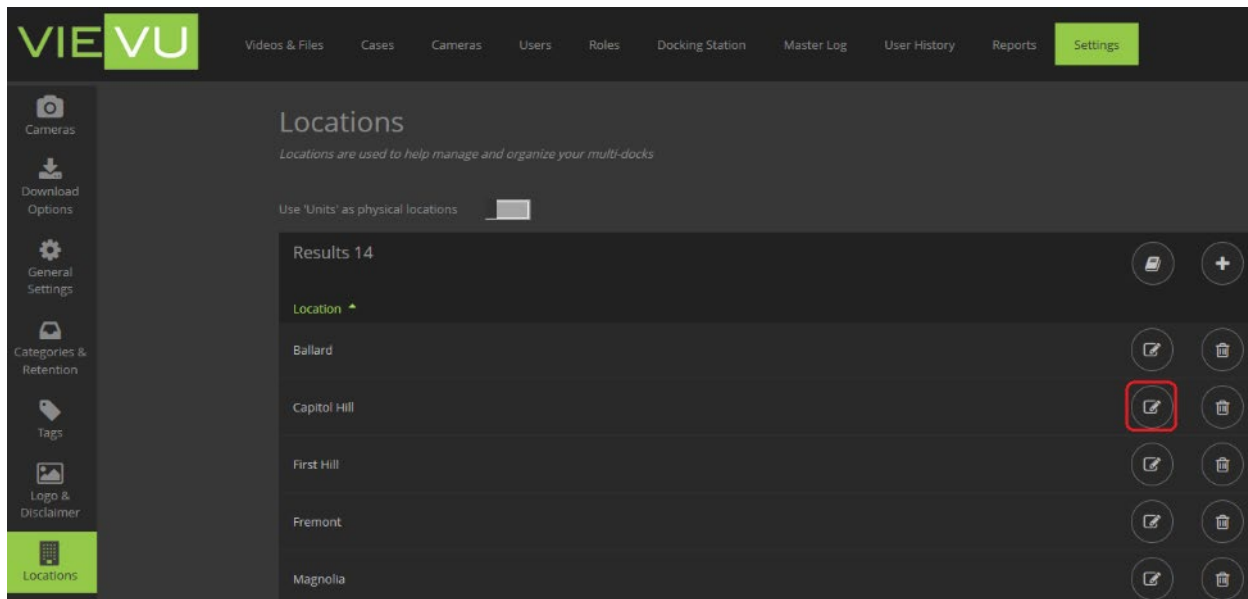 VIEVU
Videos & Files Cases Cameras Users Roles Docking Station Master Log User History Reports Settings
Cameras
Download
Options
General
Settings
Categories &
Retention
Tags
Logo &
Disclaimer
Locations
Locations
Locations are used to help manage and organize your multi-docks
Use 'Units' as physical locations
Results 14
Location
Ballard
Capitol Hill
First Hill
Fremont
Magnolia